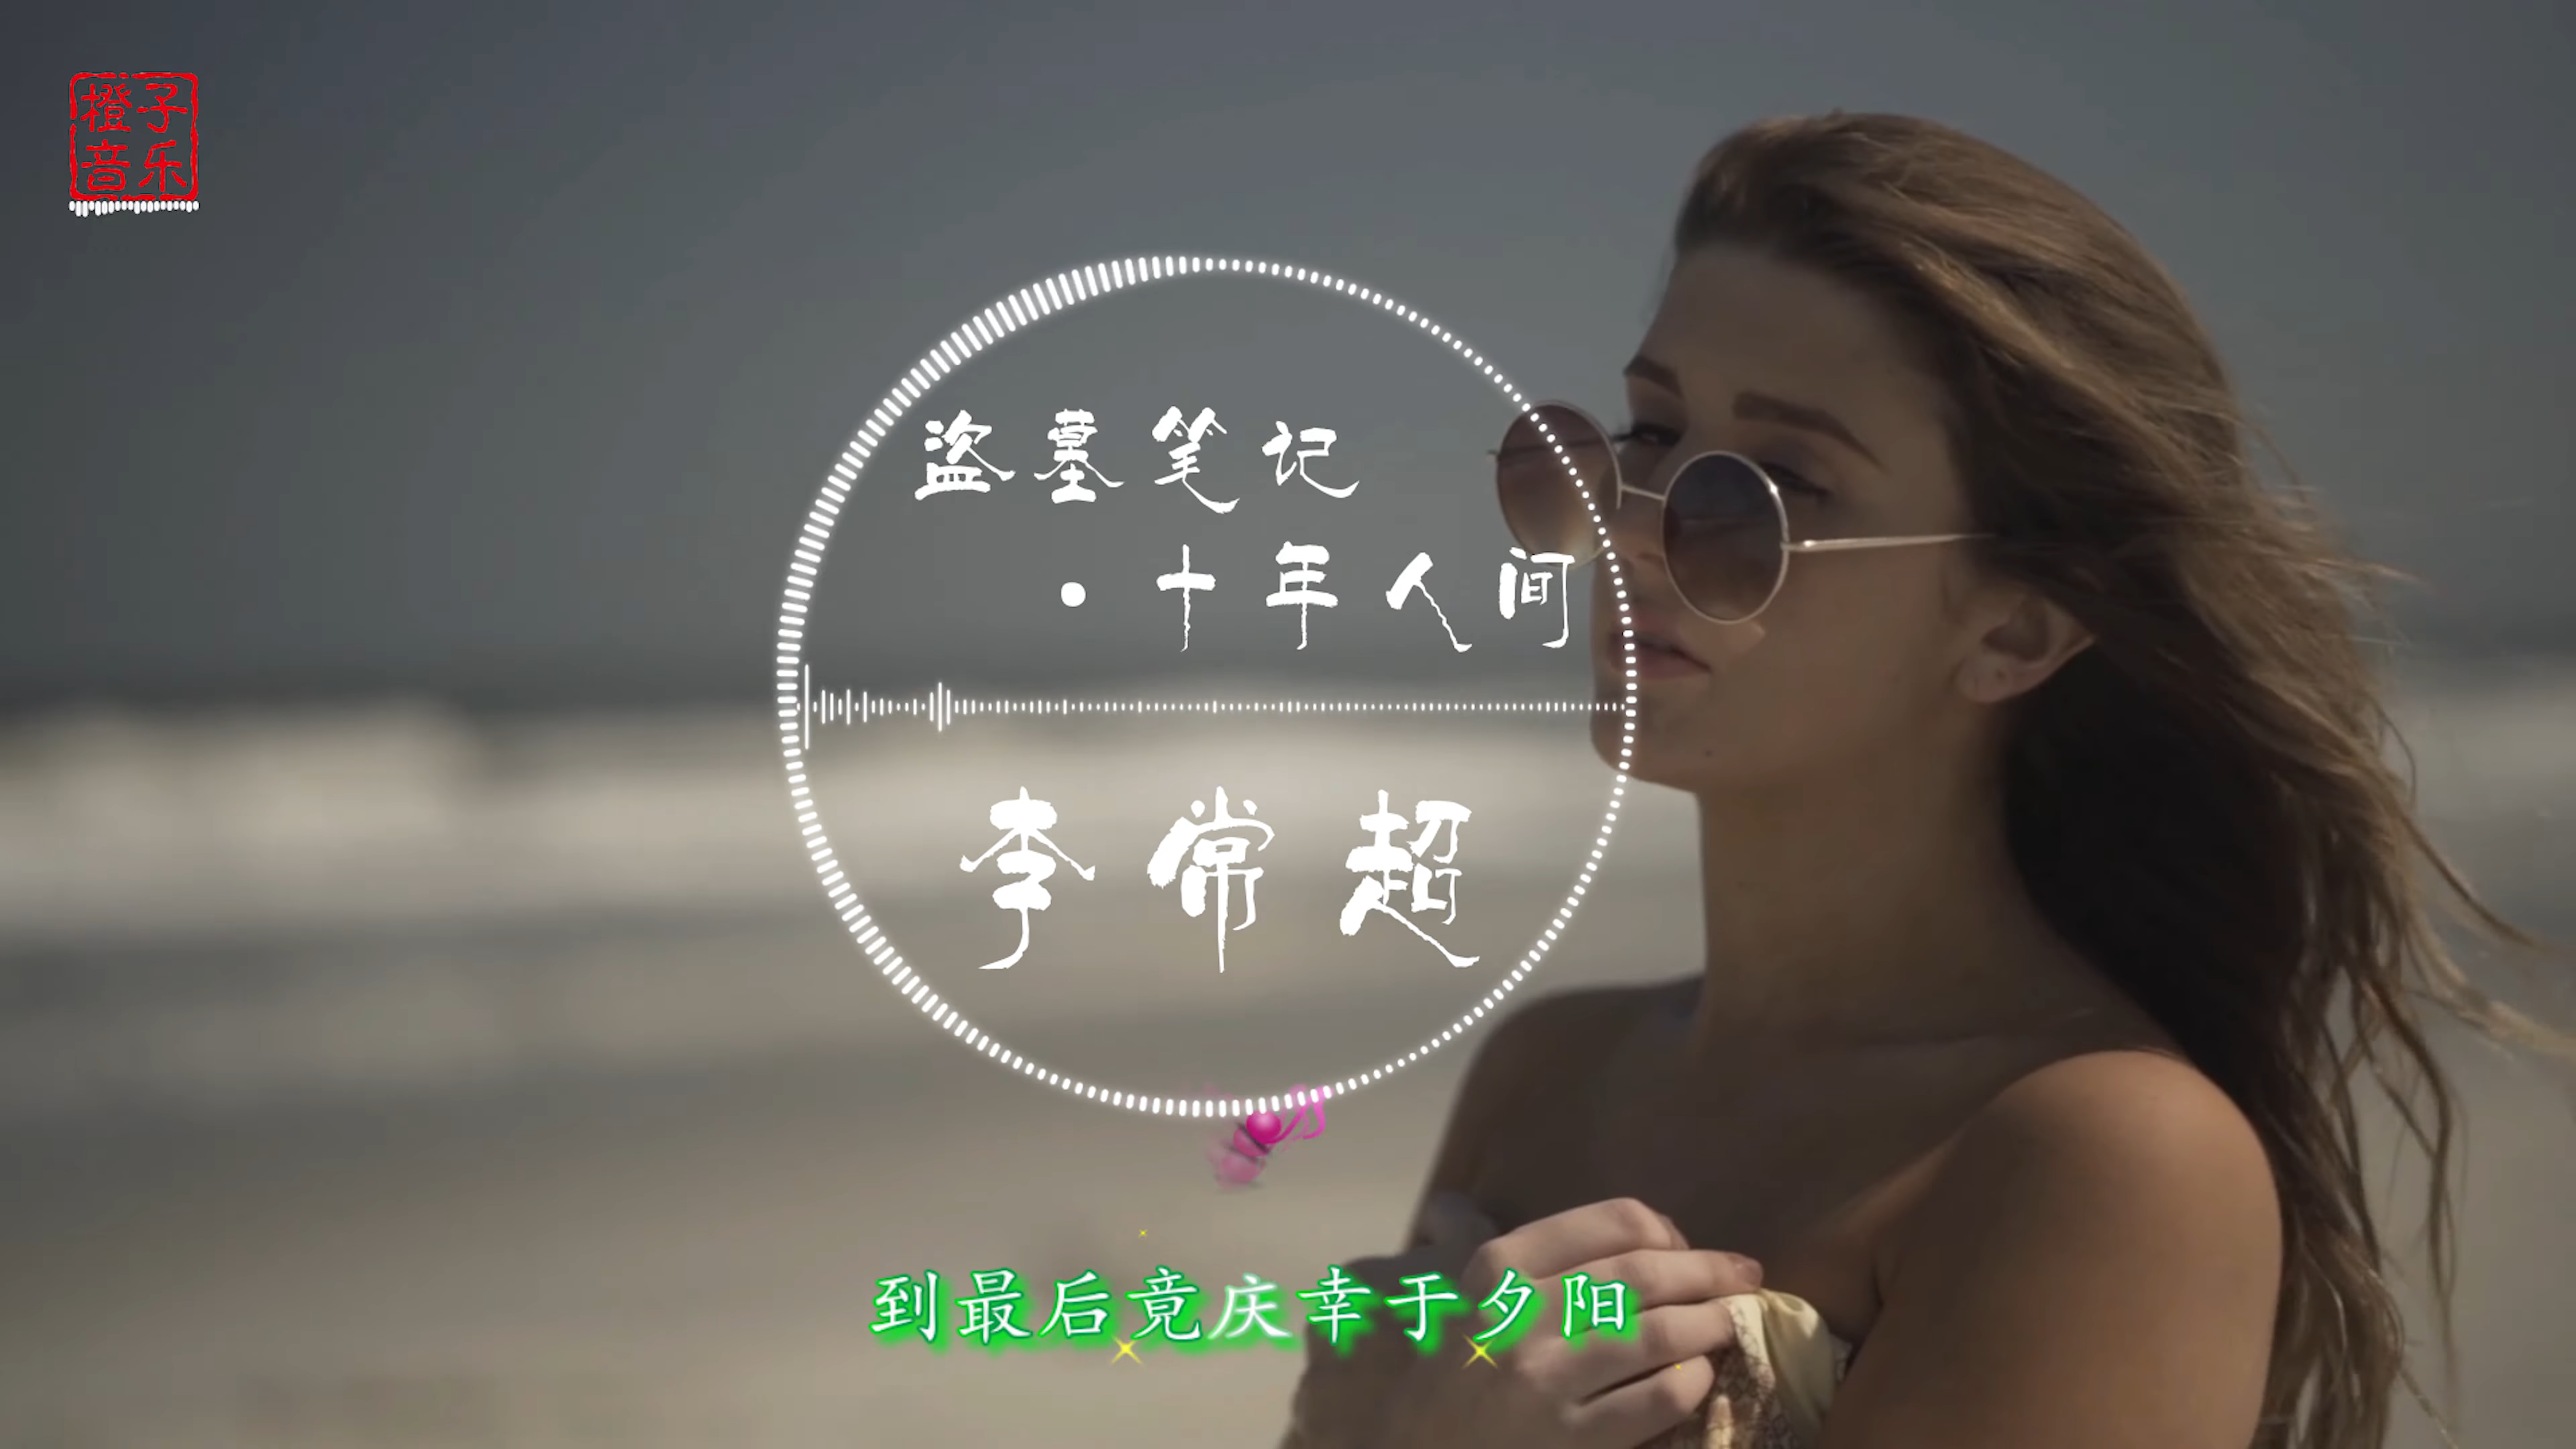 橙子
音乐
盗墓笔记
·十年人间
李常超
到最后竟庆幸于夕阳